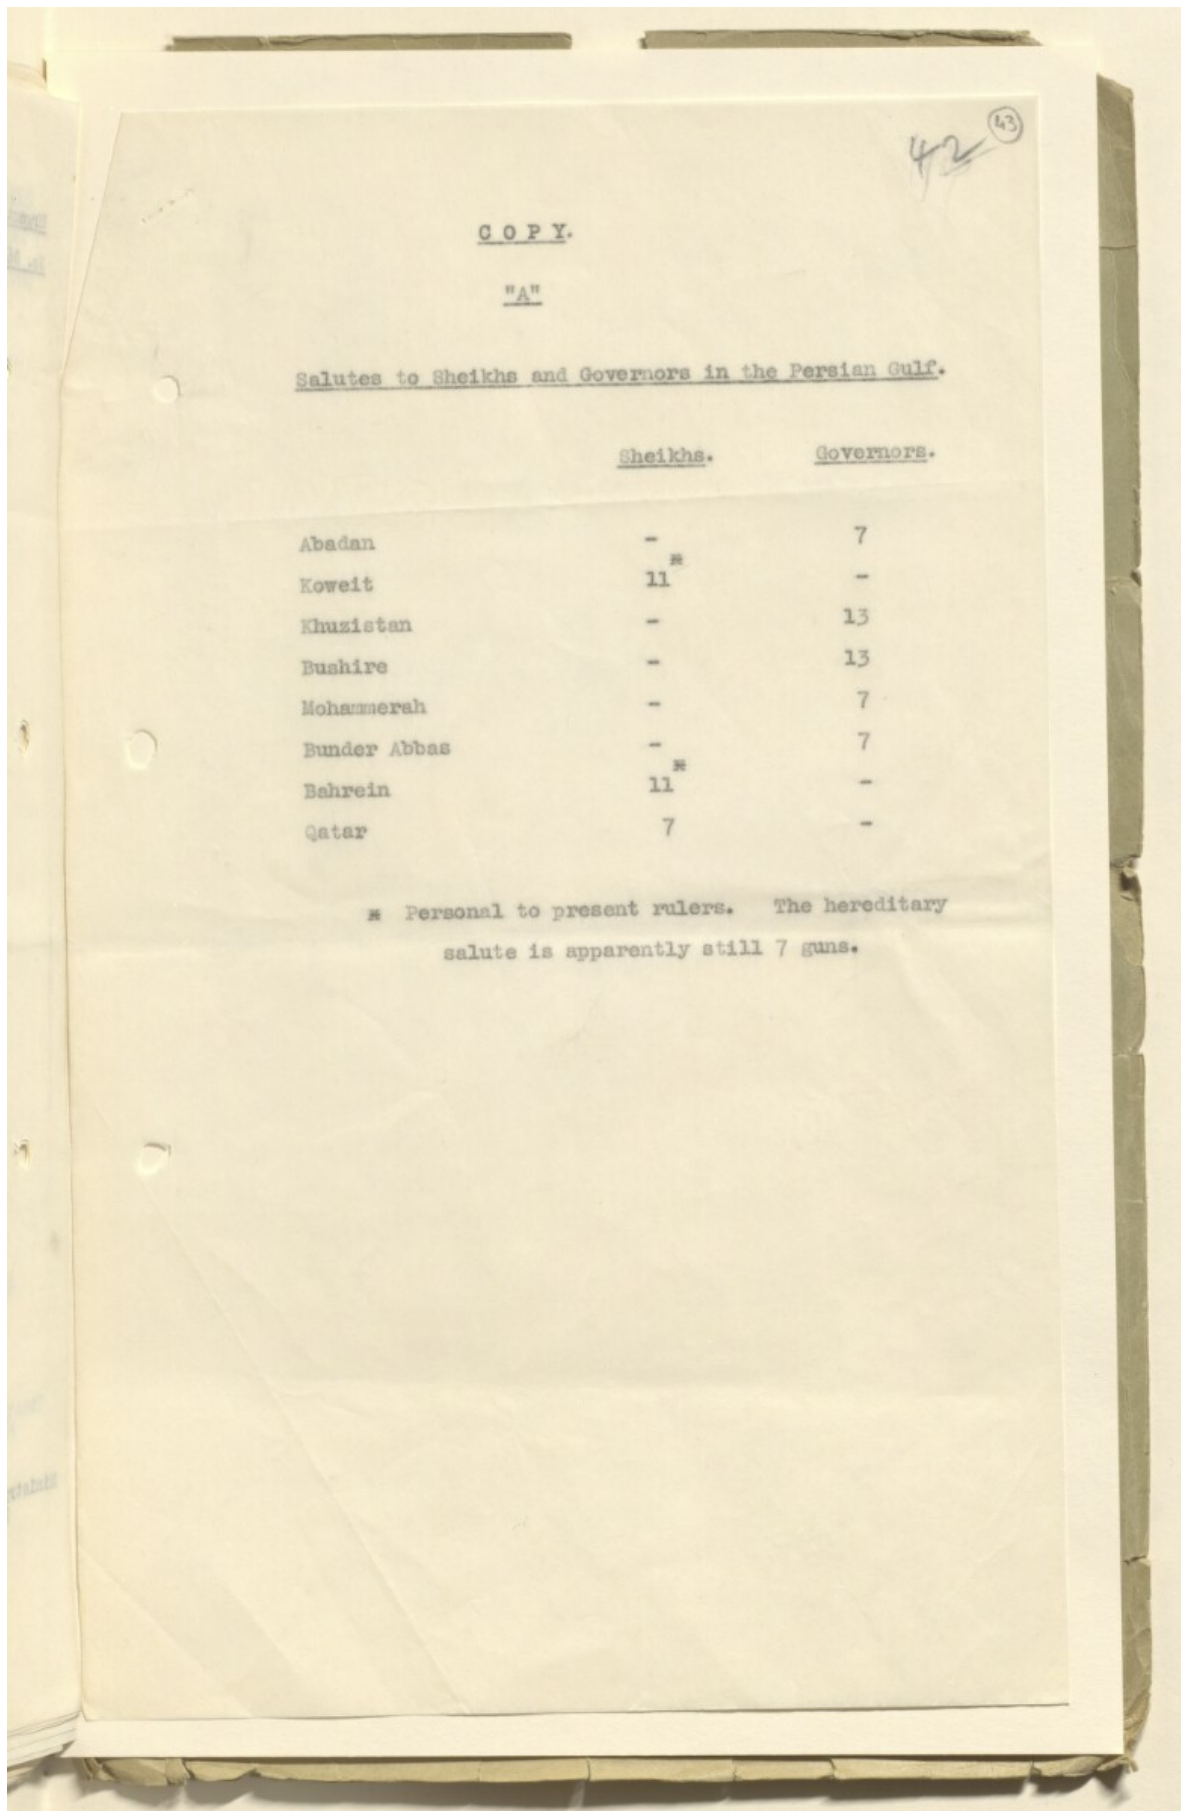 43
42
C O P Y.
"A"
Salutes to Sheikhs and Governors in the Persian Gulf.
Sheikhs. Governors.
Abadan - 7
Koweit 11* -
Khuzistan - 13
Bushire - 13
Mohammerah - 7
Bunder Abbas - 7
Bahrein 11* -
Qatar 7 -
* Personal to present rulers. The hereditary
salute is apparently still 7 guns.